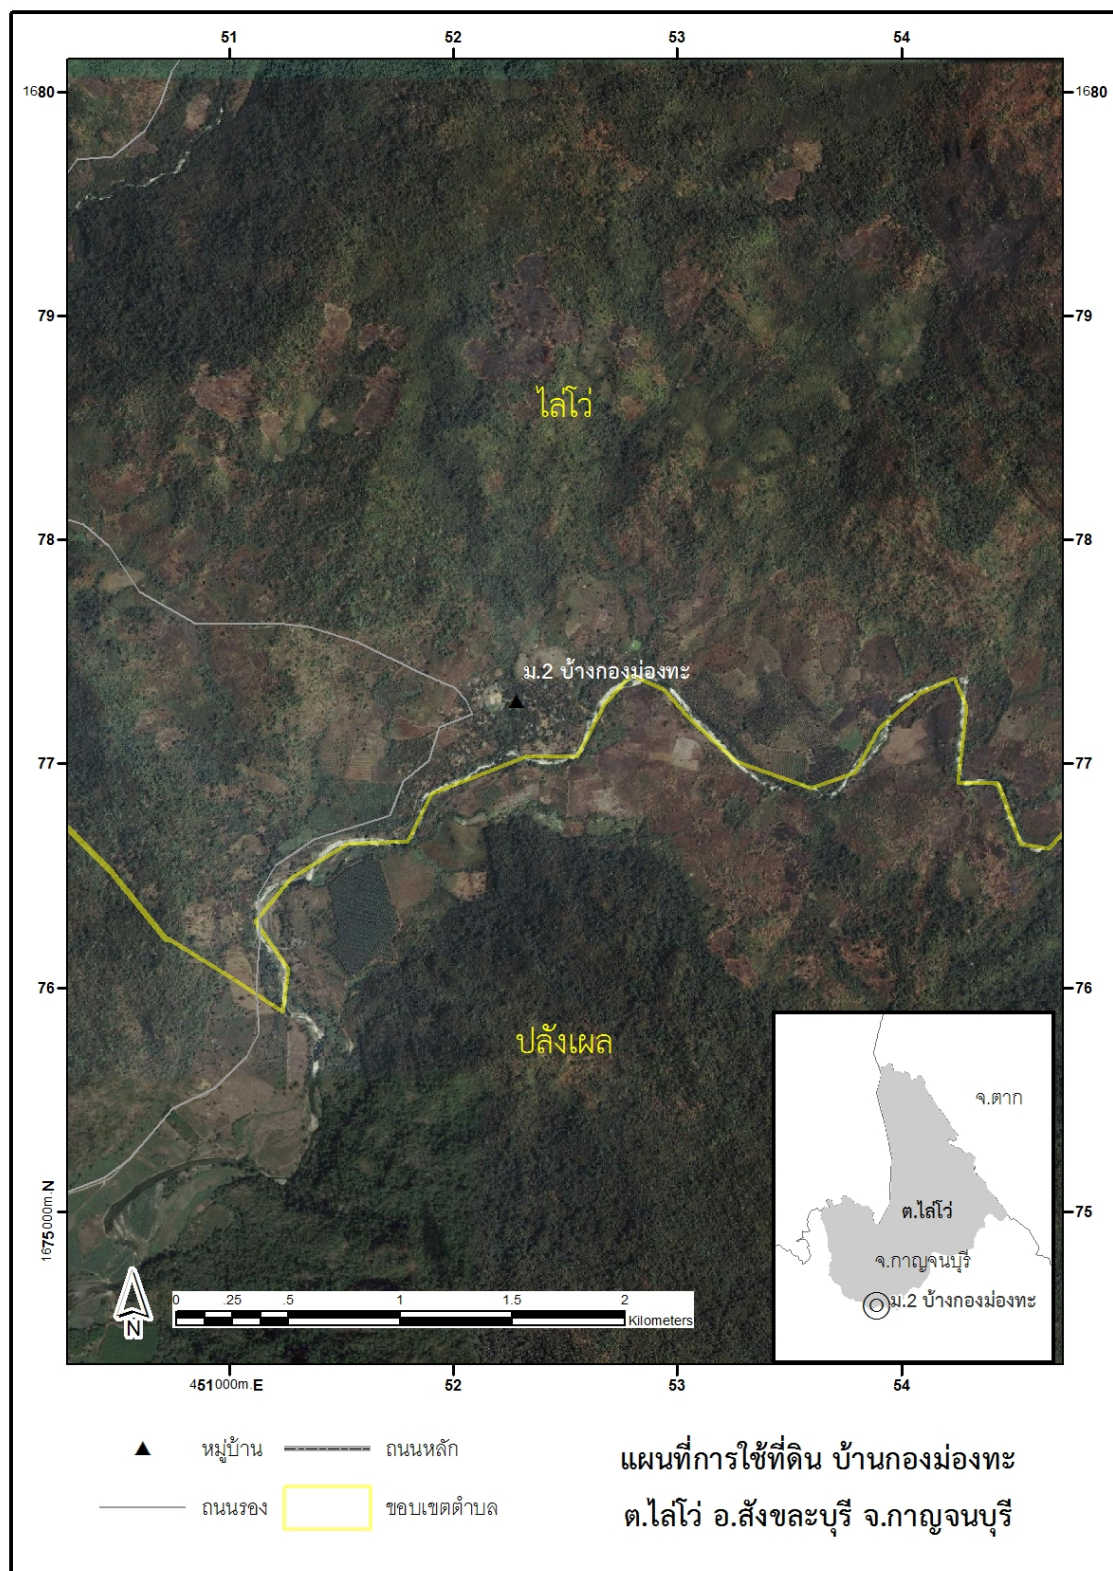 51 52 53 54
1680 1680
79 79
ไล่โว่
78 78
ม.2 บ้างกองม่องทะ
77 77
76 76
ปลังเผล
จ.ตาก
1675000m.N 75
ต.ไล่โว่
จ.กาญจนบุรี
ม.2 บ้างกองม่องทะ
0 .25 .5 1 1.5 2
Kilometers
N
451000m.E 52 53 54
หมู่บ้าน ถนนหลัก
ถนนรอง ขอบเขตตำบล
แผนที่การใช้ที่ดิน บ้านกองม่องทะ
ต.ไล่โว่ อ.สังขละบุรี จ.กาญจนบุรี